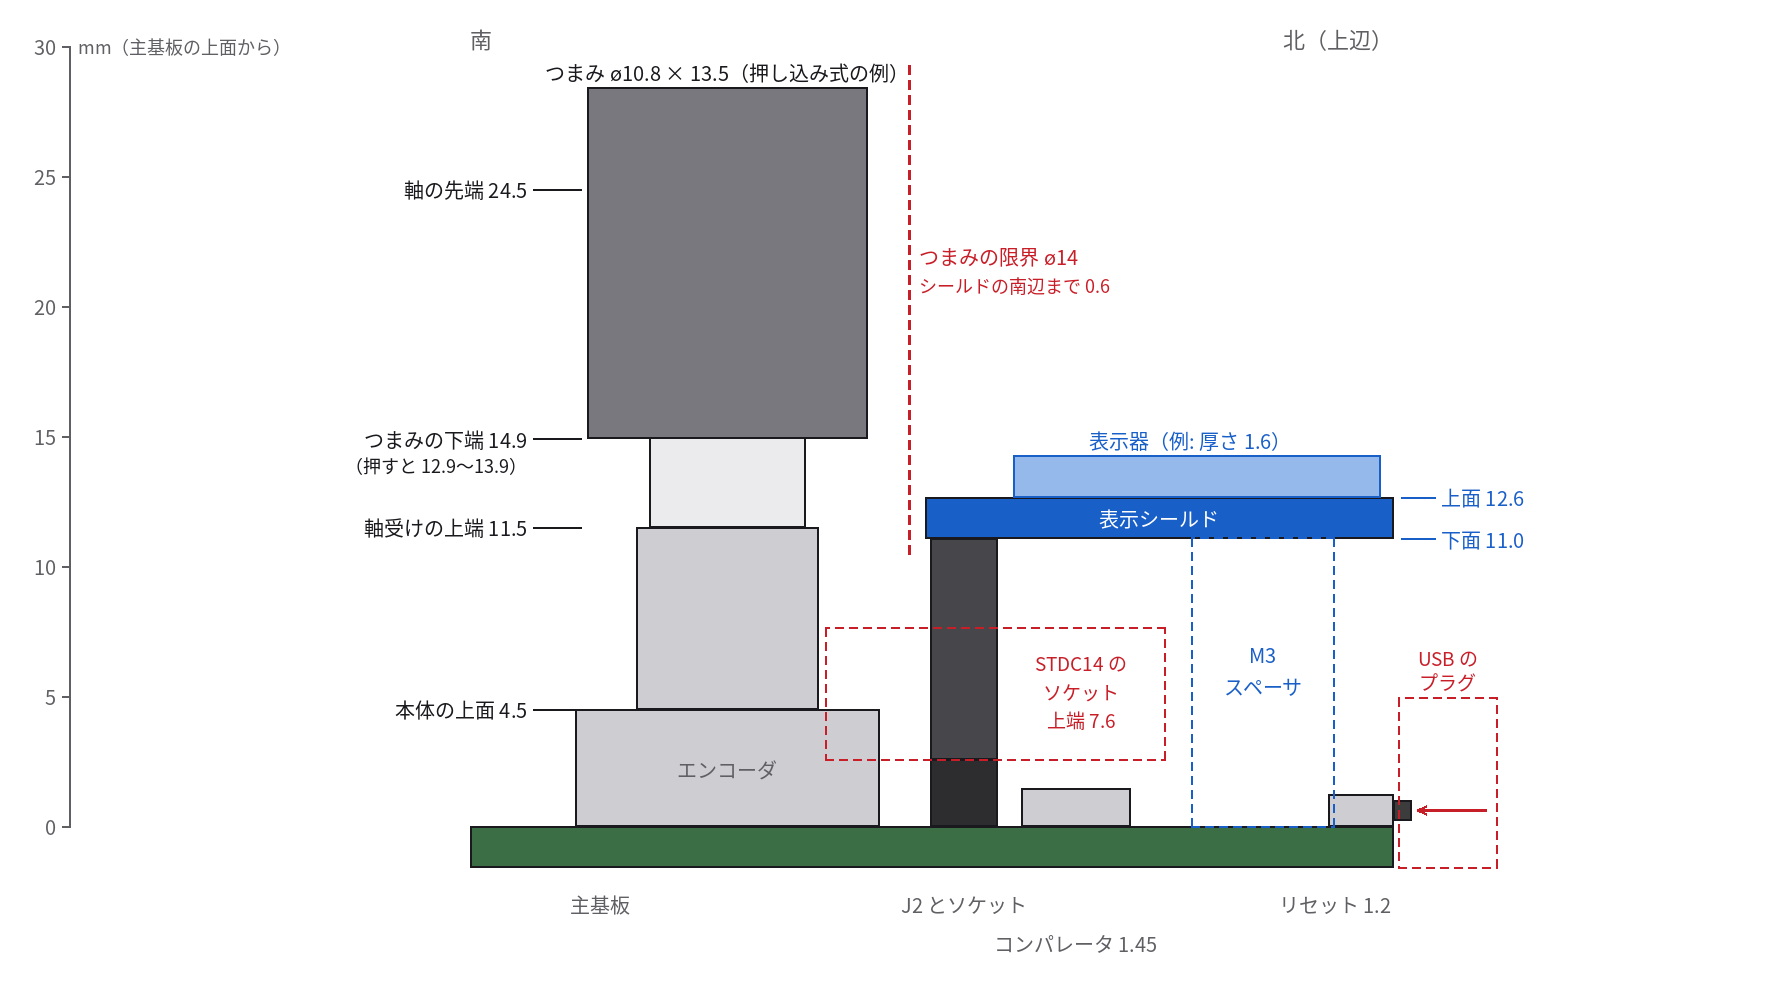 南
北（上辺）
30
mm（主基板の上面から）
つまみ ø10.8 × 13.5（押し込み式の例）
25
軸の先端 24.5
つまみの限界 ø14
シールドの南辺まで 0.6
20
15
つまみの下端 14.9
（押すと 12.9～13.9）
表示器（例: 厚さ 1.6）
上面 12.6
表示シールド
軸受けの上端 11.5
下面 11.0
10
STDC14 の
ソケット
上端 7.6
M3
スペーサ
USB の
プラグ
5
本体の上面 4.5
エンコーダ
0
主基板
J2 とソケット
リセット 1.2
コンパレータ 1.45